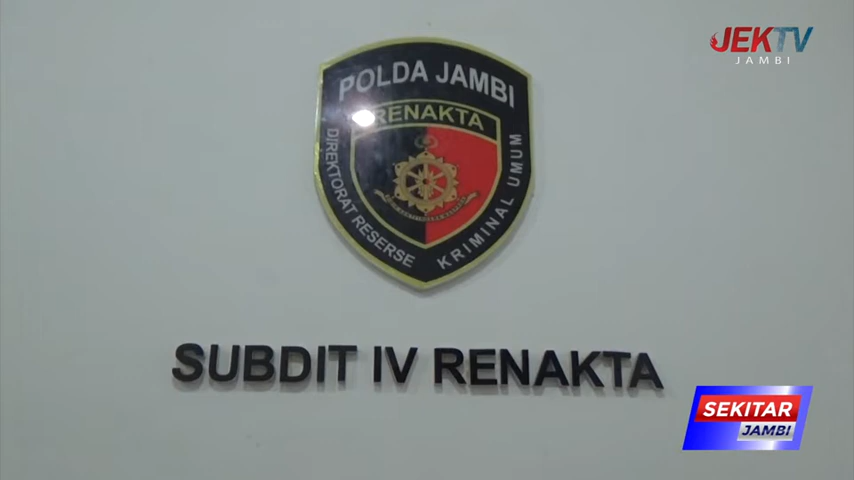 JEKTV
JAMBI
POLDA JAMBI
RENAKTA
DIREKTORAT RESERSE
KRIMINAL UMUM
SUBDIT IV RENAKTA
SEKITAR
JAMBI